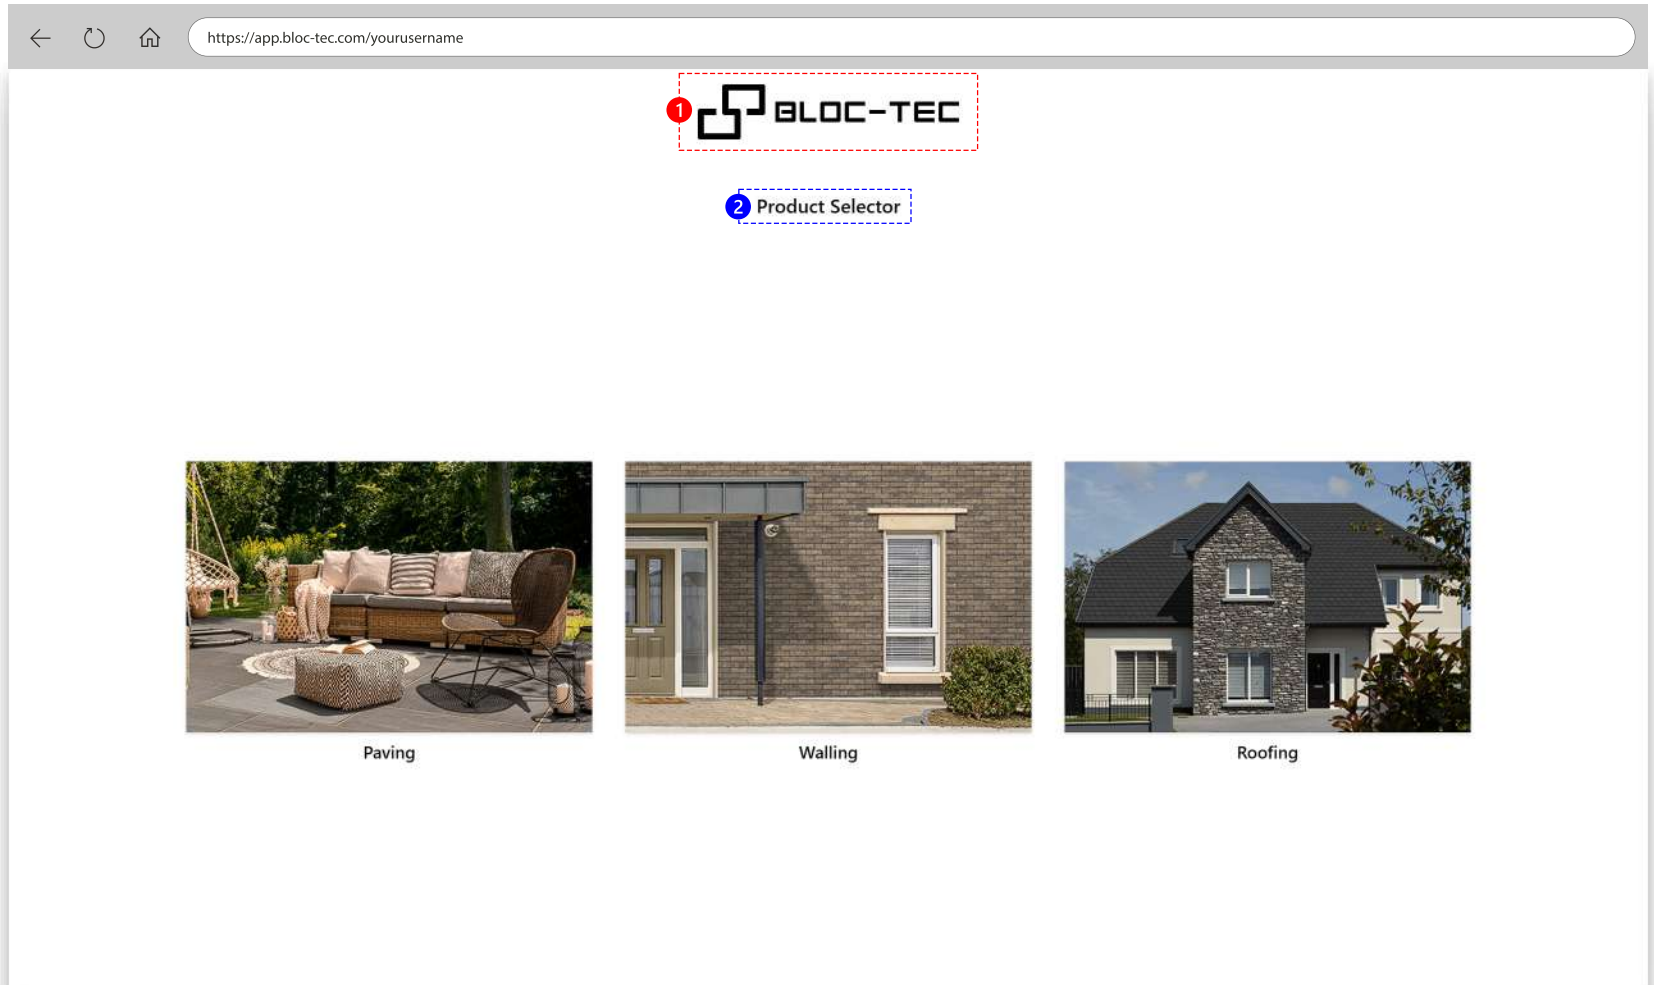 https://app.bloc-tec.com/yourusername
1 BLOC-TEC
2 Product Selector
Paving
Walling
Roofing